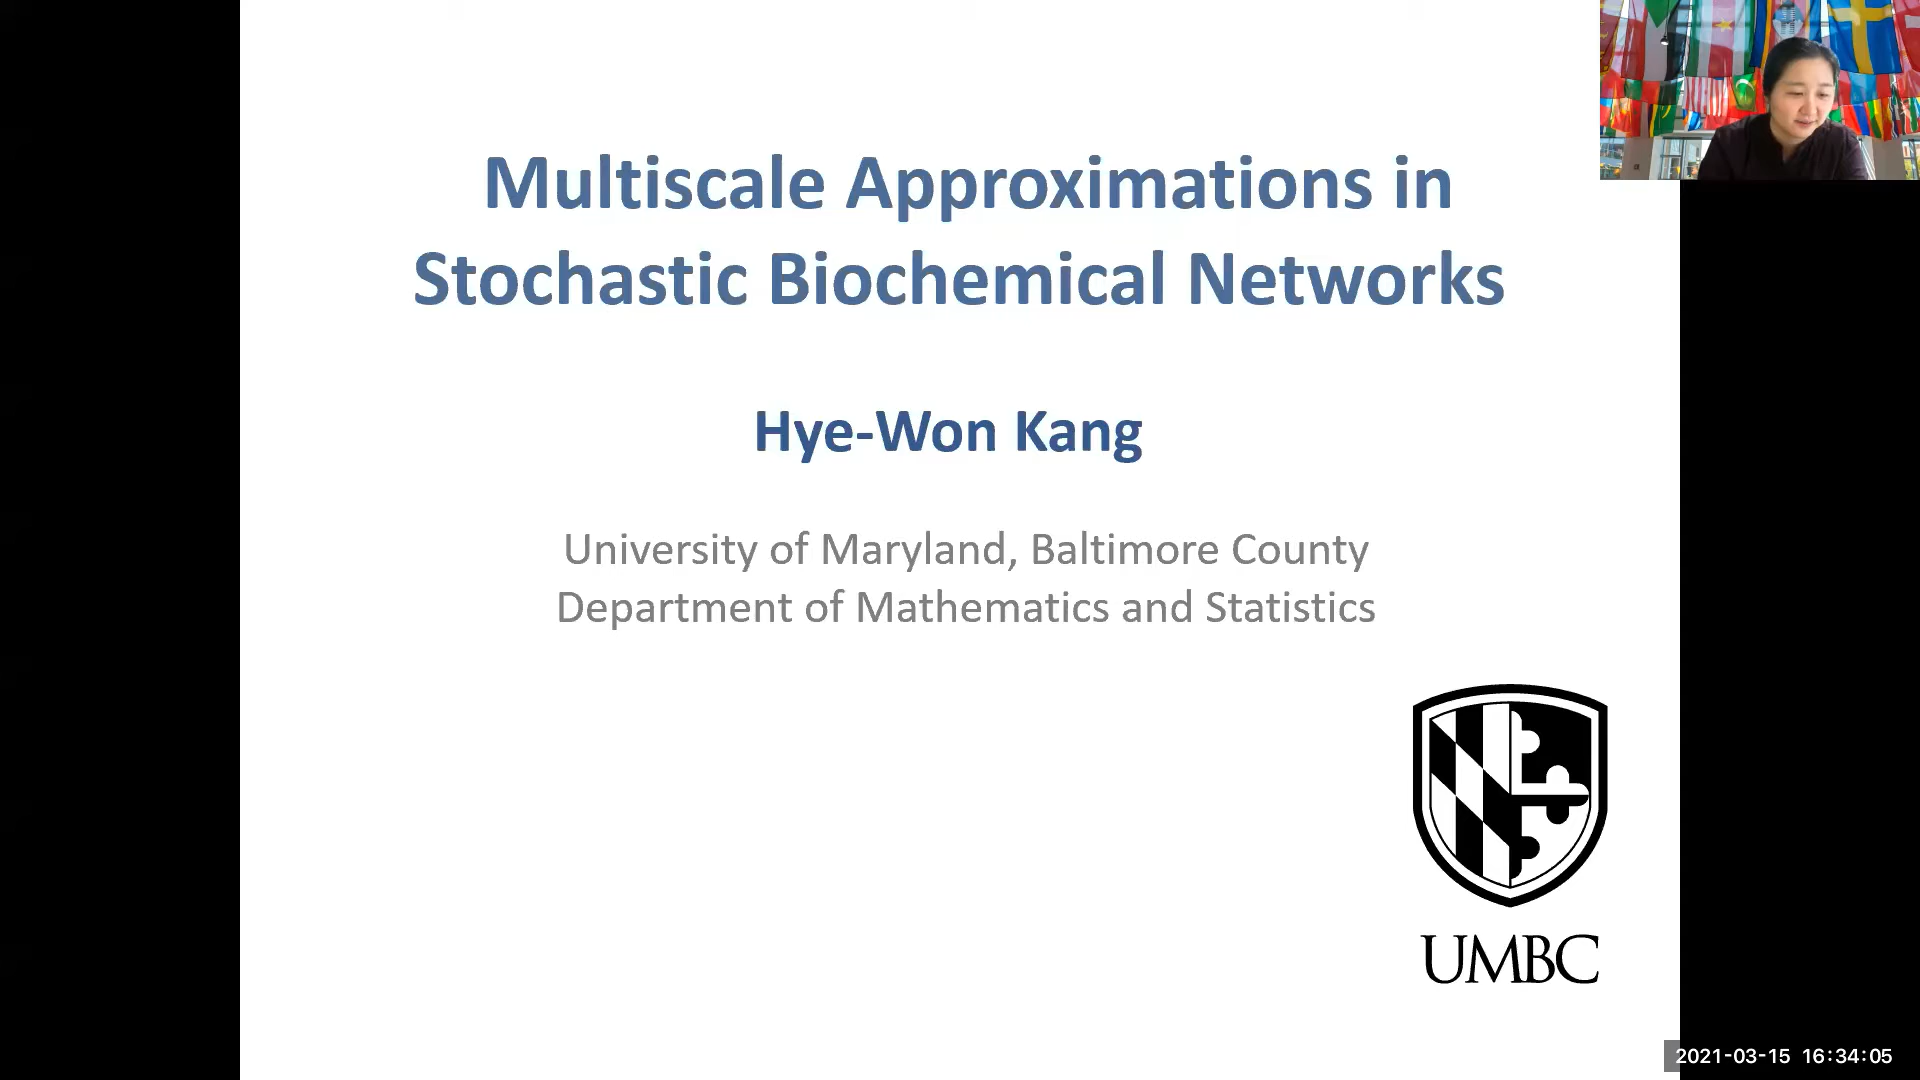 Multiscale Approximations in
Stochastic Biochemical Networks
Hye-Won Kang
University of Maryland, Baltimore County
Department of Mathematics and Statistics
UMBC
2021-03-15 16:34:05